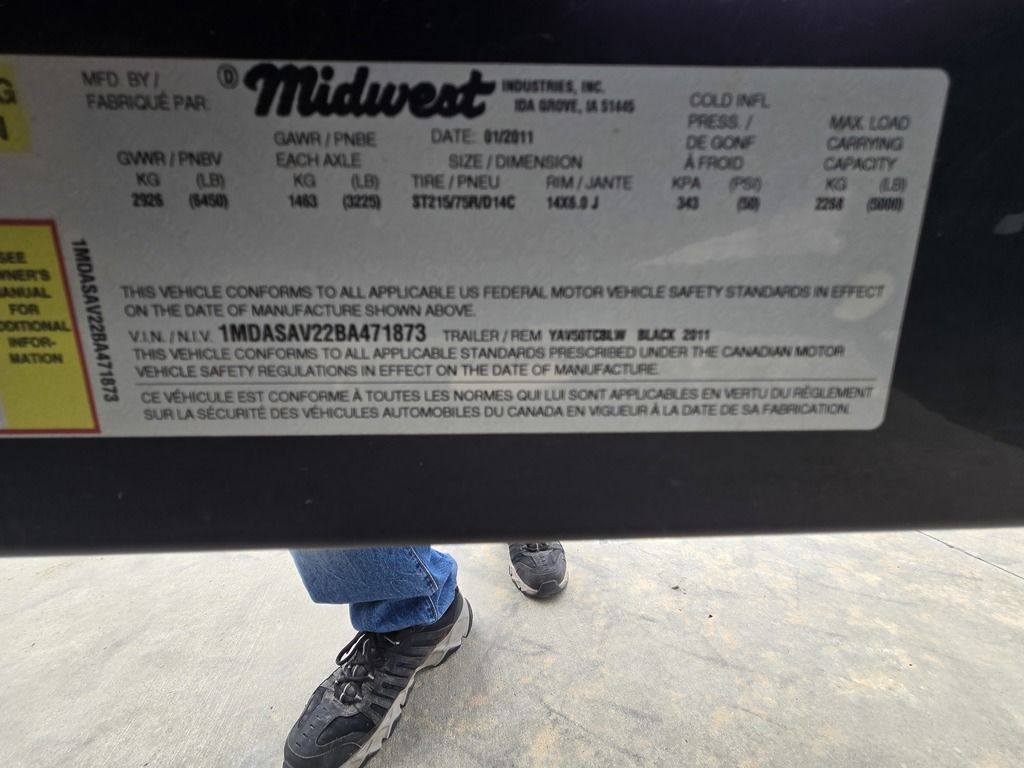 MFD. BY /
FABRIQUÉ PAR:
Midwest
INDUSTRIES, INC.
IDA GROVE, IA 51445
DATE: 01/2011
GVWR / PNBV
KG (LB)
2926 (6450)
GAWR / PNBE
EACH AXLE
KG (LB)
1463 (3225)
SIZE / DIMENSION
TIRE / PNEU RIM / JANTE
ST215/75R/D14C 14X6.0 J
COLD INFL
PRESS. /
DE GONF
À FROID
KPA (PSI)
343 (50)
MAX. LOAD
CARRYING
CAPACITY
KG (LB)
2268 (5000)
THIS VEHICLE CONFORMS TO ALL APPLICABLE US FEDERAL MOTOR VEHICLE SAFETY STANDARDS IN EFFECT
ON THE DATE OF MANUFACTURE SHOWN ABOVE.
V.I.N. / N.I.V. 1MDASAV22BA471873 TRAILER / REM YAV50TCBLW BLACK 2011
THIS VEHICLE CONFORMS TO ALL APPLICABLE STANDARDS PRESCRIBED UNDER THE CANADIAN MOTOR
VEHICLE SAFETY REGULATIONS IN EFFECT ON THE DATE OF MANUFACTURE.
CE VÉHICULE EST CONFORME À TOUTES LES NORMES QUI LUI SONT APPLICABLES EN VERTU DU RÈGLEMENT
SUR LA SÉCURITÉ DES VÉHICULES AUTOMOBILES DU CANADA EN VIGUEUR À LA DATE DE SA FABRICATION.
1MDASAV22BA471873
SEE
WNER'S
ANUAL
FOR
DDITIONAL
INFOR-
MATION